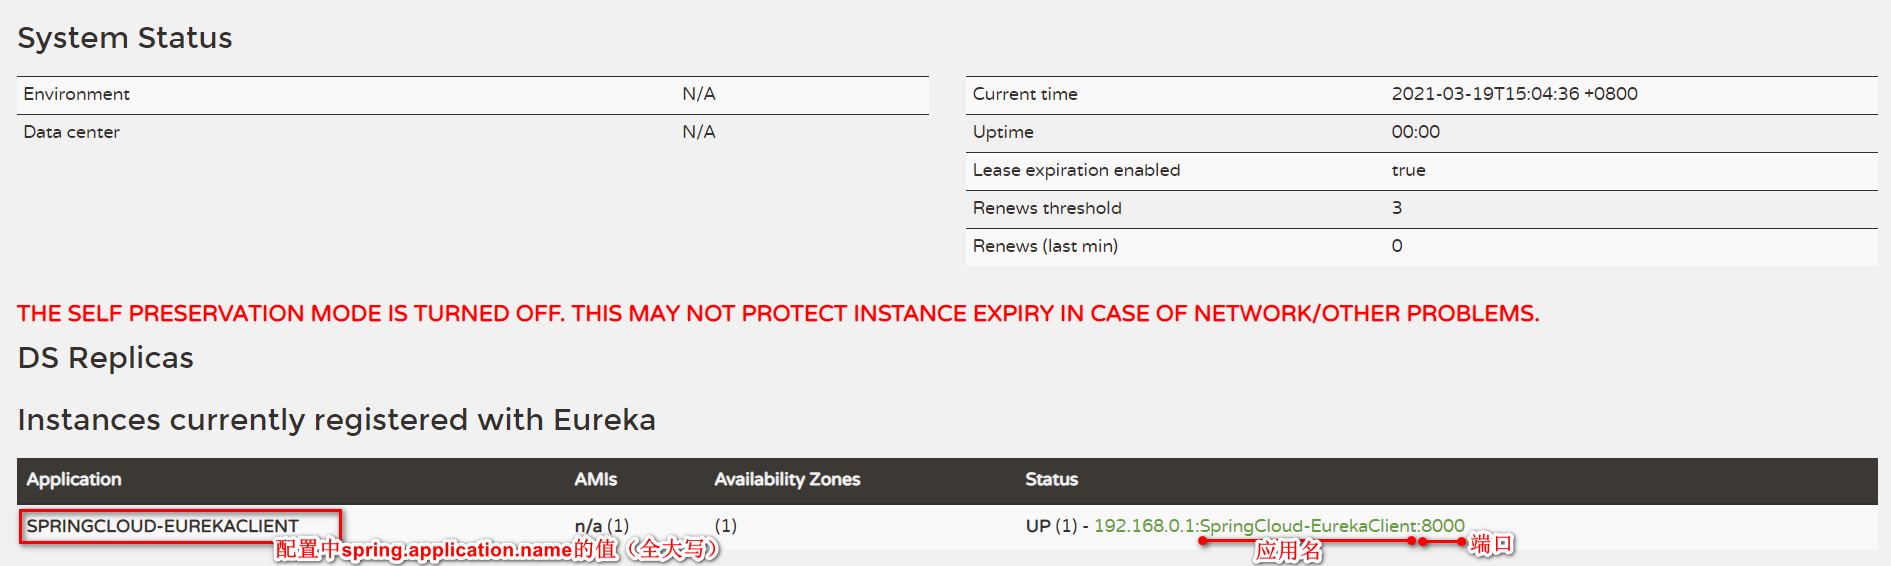 System Status
Environment N/A
Data center N/A
Current time 2021-03-19T15:04:36 +0800
Uptime 00:00
Lease expiration enabled true
Renews threshold 3
Renews (last min) 0
THE SELF PRESERVATION MODE IS TURNED OFF. THIS MAY NOT PROTECT INSTANCE EXPIRY IN CASE OF NETWORK/OTHER PROBLEMS.
DS Replicas
Instances currently registered with Eureka
Application AMIs Availability Zones Status
SPRINGCLOUD-EUREKACLIENT n/a (1) (1) UP (1) - 192.168.0.1:SpringCloud-EurekaClient:8000
配置中spring.application.name的值（全大写） 应用名 端口